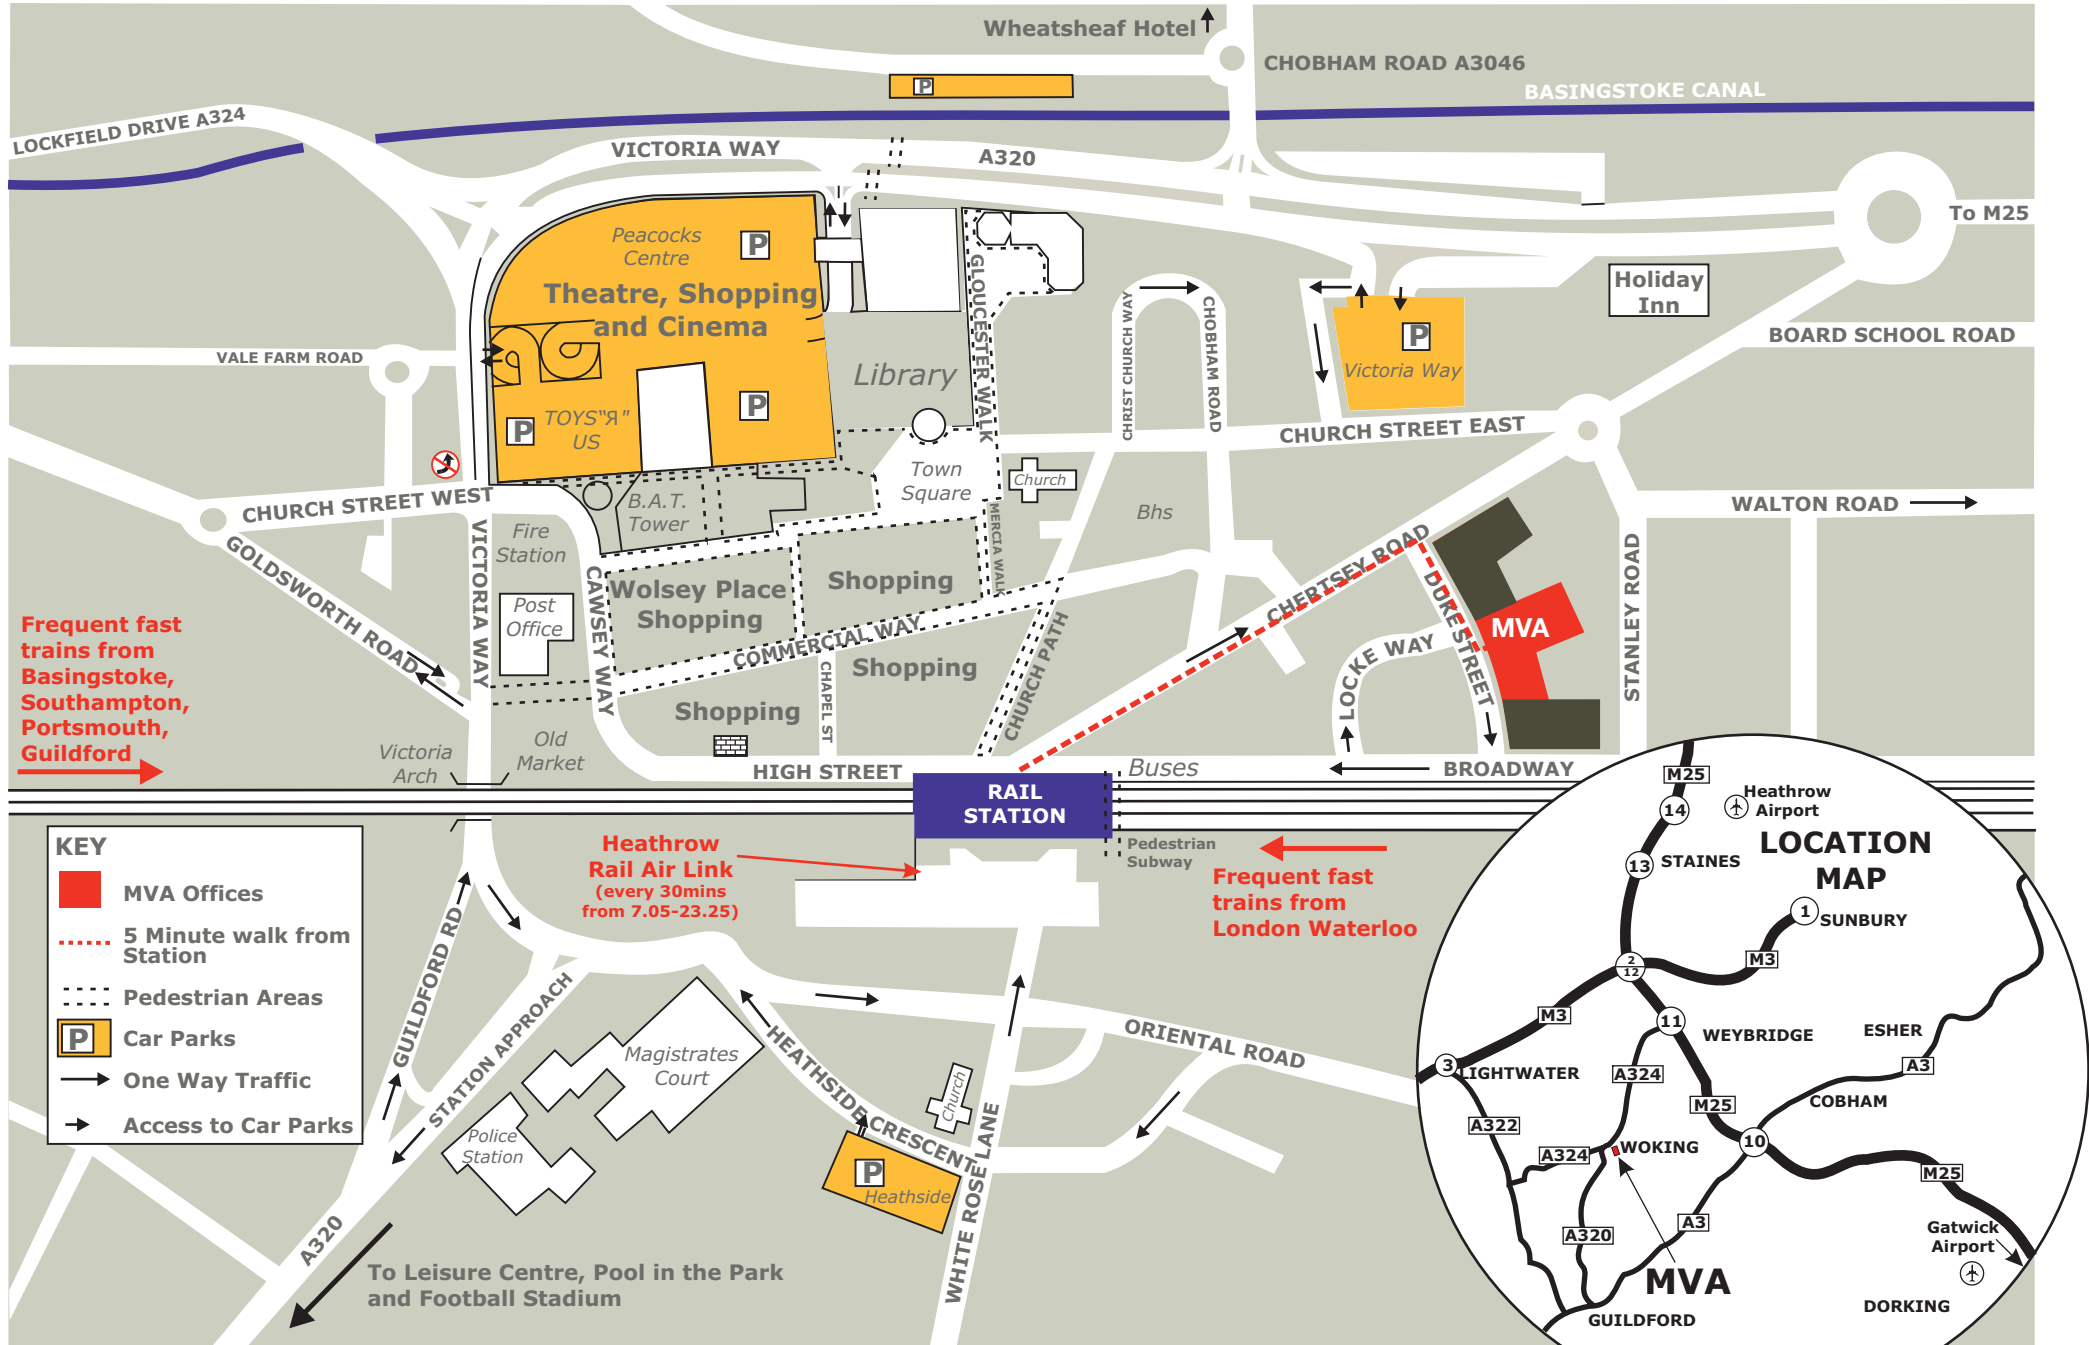 Wheatsheaf Hotel
CHOBHAM ROAD A3046
BASINGSTOKE CANAL
LOCKFIELD DRIVE A324
VICTORIA WAY
A320
To M25
P
Peacocks
Centre
P
Theatre, Shopping
and Cinema
GLOUCESTER WALK
Holiday
Inn
CHRIST CHURCH WAY
CHOBHAM ROAD
P
Victoria Way
BOARD SCHOOL ROAD
VALE FARM ROAD
Library
P
P
TOYS"Я"
US
CHURCH STREET EAST
Town
Square
Church
CHURCH STREET WEST
B.A.T.
Tower
Bhs
WALTON ROAD
Fire
Station
MERCIA WALK
VICTORIA WAY
GOLDSWORTH ROAD
CAWSEY WAY
Wolsey Place
Shopping
Shopping
CHERTSEY ROAD
DUKE STREET
STANLEY ROAD
Post
Office
COMMERCIAL WAY
CHURCH PATH
LOCKE WAY
MVA
Frequent fast
trains from
Basingstoke,
Southampton,
Portsmouth,
Guildford
Shopping
CHAPEL ST
Shopping
Victoria
Arch
Old
Market
HIGH STREET
Buses
BROADWAY
RAIL
STATION
Pedestrian
Subway
Heathrow
Rail Air Link
(every 30mins
from 7.05-23.25)
Frequent fast
trains from
London Waterloo
KEY
MVA Offices
5 Minute walk from
Station
Pedestrian Areas
P
Car Parks
One Way Traffic
Access to Car Parks
GUILDFORD RD
STATION APPROACH
Magistrates
Court
Police
Station
HEATHSIDE CRESCENT
Church
ORIENTAL ROAD
P
Heathside
WHITE ROSE LANE
A320
To Leisure Centre, Pool in the Park
and Football Stadium
LOCATION
MAP
M25
14
Heathrow
Airport
13
STAINES
1
SUNBURY
M3
2
12
M3
11
WEYBRIDGE
ESHER
3
LIGHTWATER
A324
A3
M25
COBHAM
A322
10
A324
WOKING
M25
A320
A3
Gatwick
Airport
MVA
DORKING
GUILDFORD